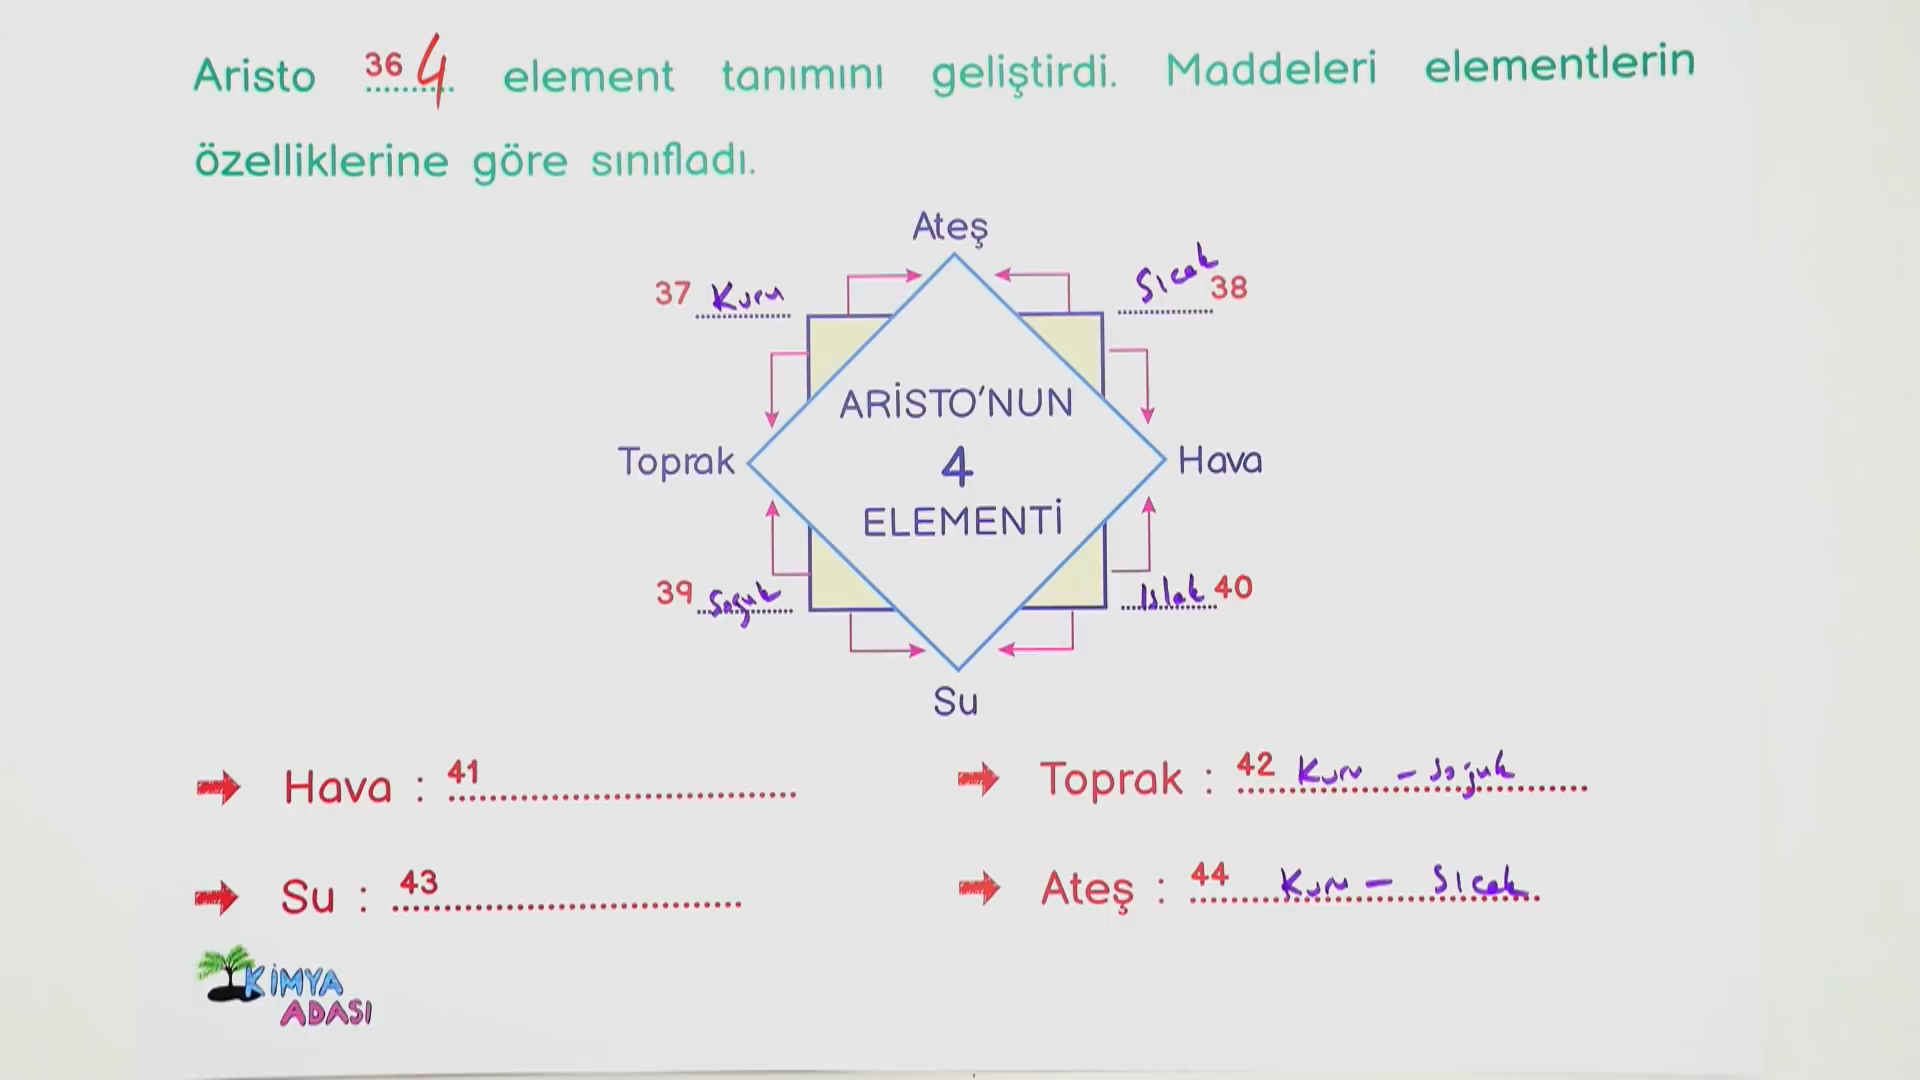 Aristo 36 4 element tanımını geliştirdi. Maddeleri elementlerin
özelliklerine göre sınıfladı.
Ateş
37 Kuru
Sıcak 38
ARİSTO'NUN
4
ELEMENTİ
Toprak
Hava
39 Soğuk
Islak 40
Su
Hava : 41
Toprak : 42 Kuru - Soğuk
Su : 43
Ateş : 44 Kuru - Sıcak
KİMYA
ADASI